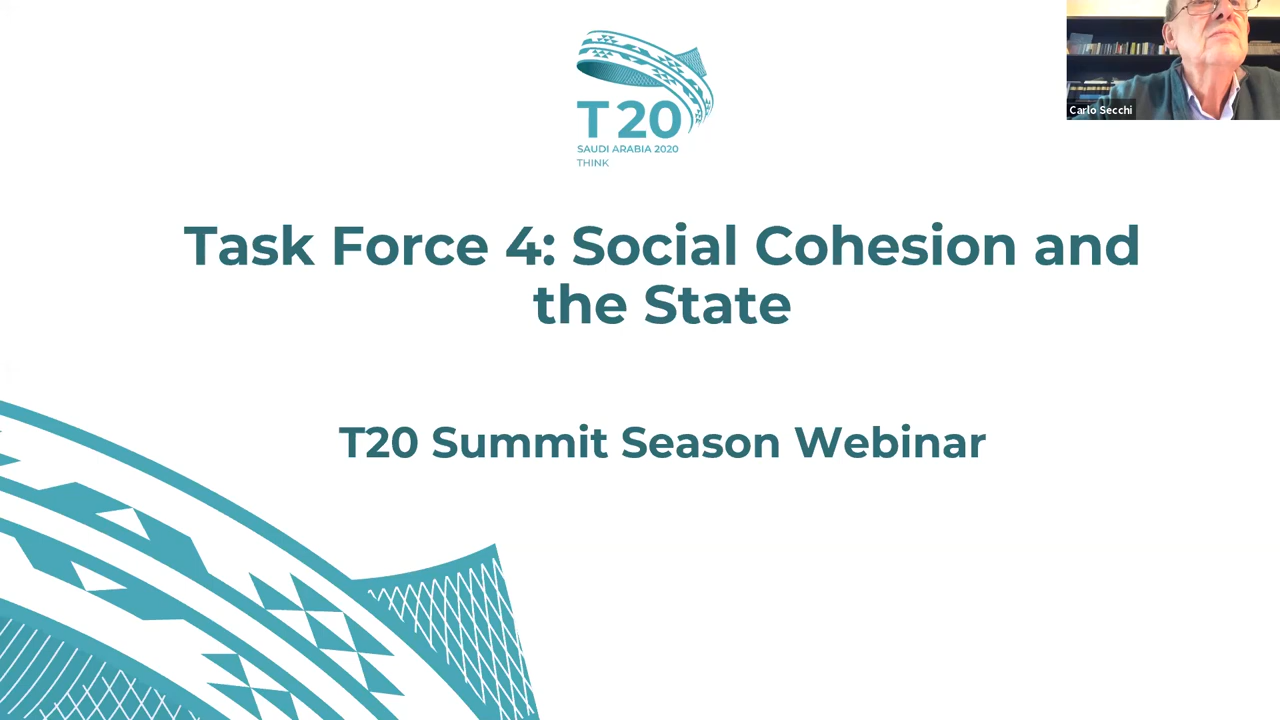 T20
SAUDI ARABIA 2020
THINK
Carlo Secchi
Task Force 4: Social Cohesion and
the State
T20 Summit Season Webinar